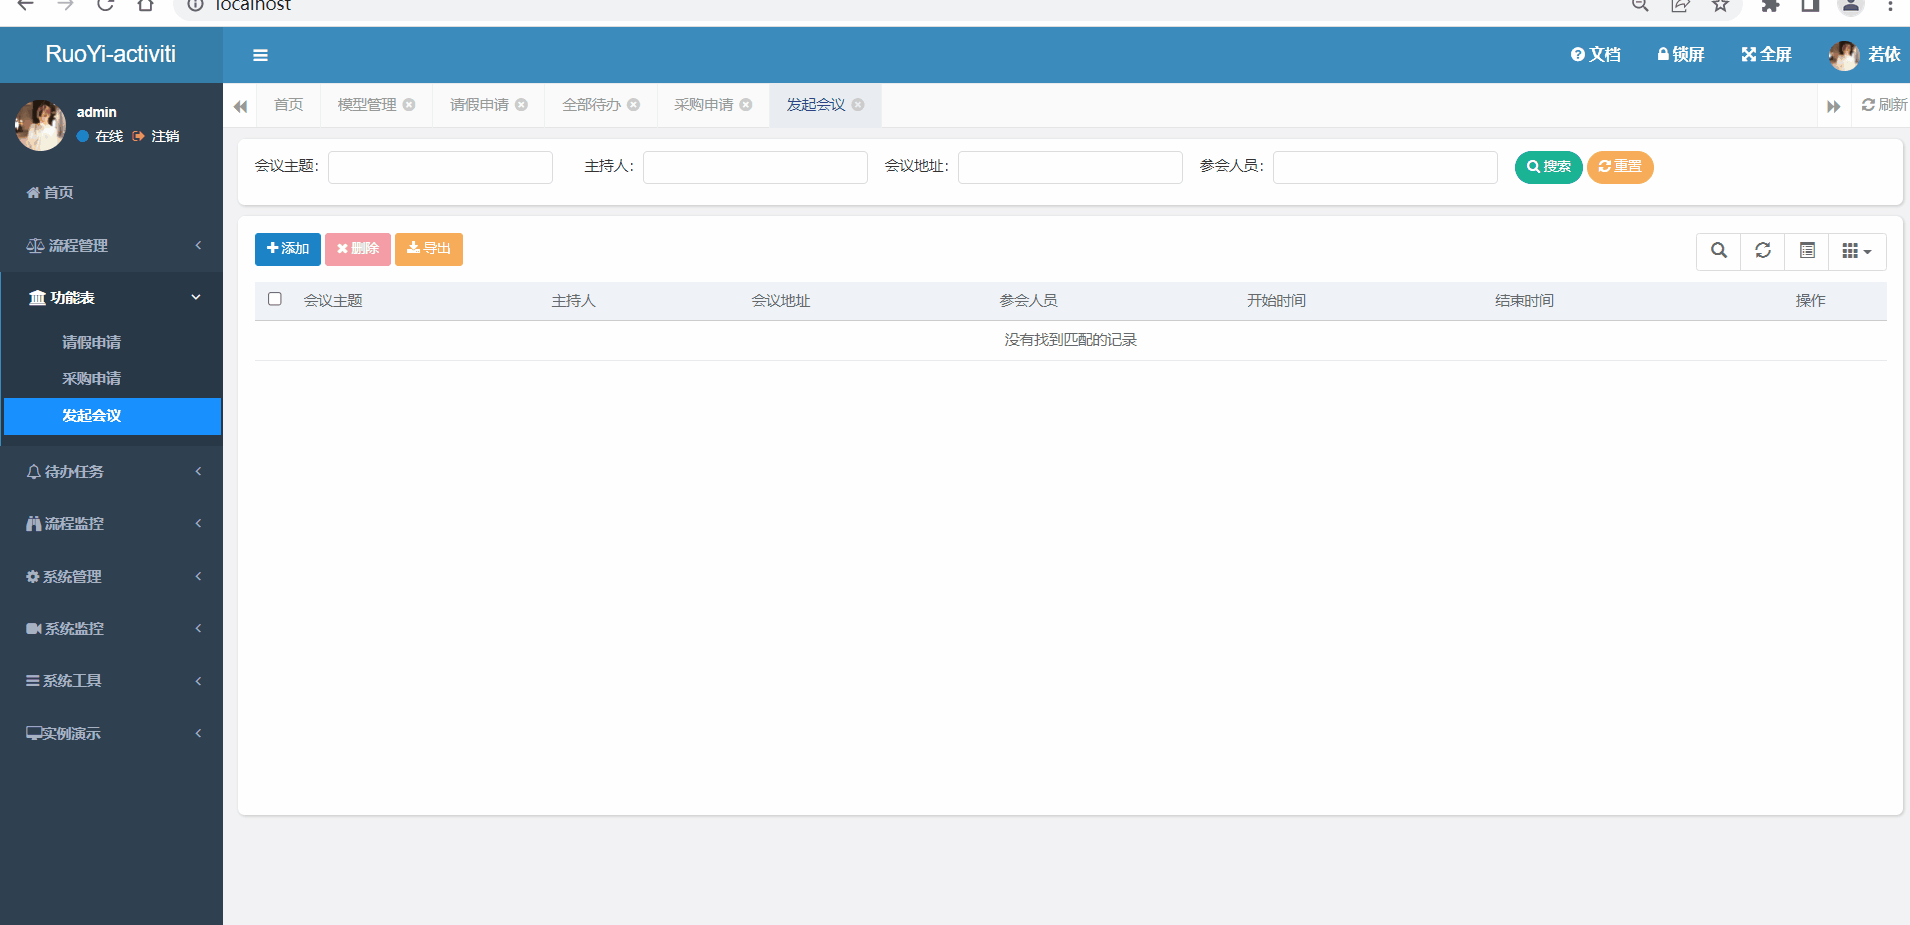 localhost
RuoYi-activiti
文档 锁屏 全屏 若依
admin
在线 注销
首页 模型管理 请假申请 全部待办 采购申请 发起会议 刷新
首页
流程管理
功能表
请假申请
采购申请
发起会议
待办任务
流程监控
系统管理
系统监控
系统工具
实例演示
会议主题: 主持人: 会议地址: 参会人员: 搜索 重置
添加 删除 导出
会议主题 主持人 会议地址 参会人员 开始时间 结束时间 操作
没有找到匹配的记录